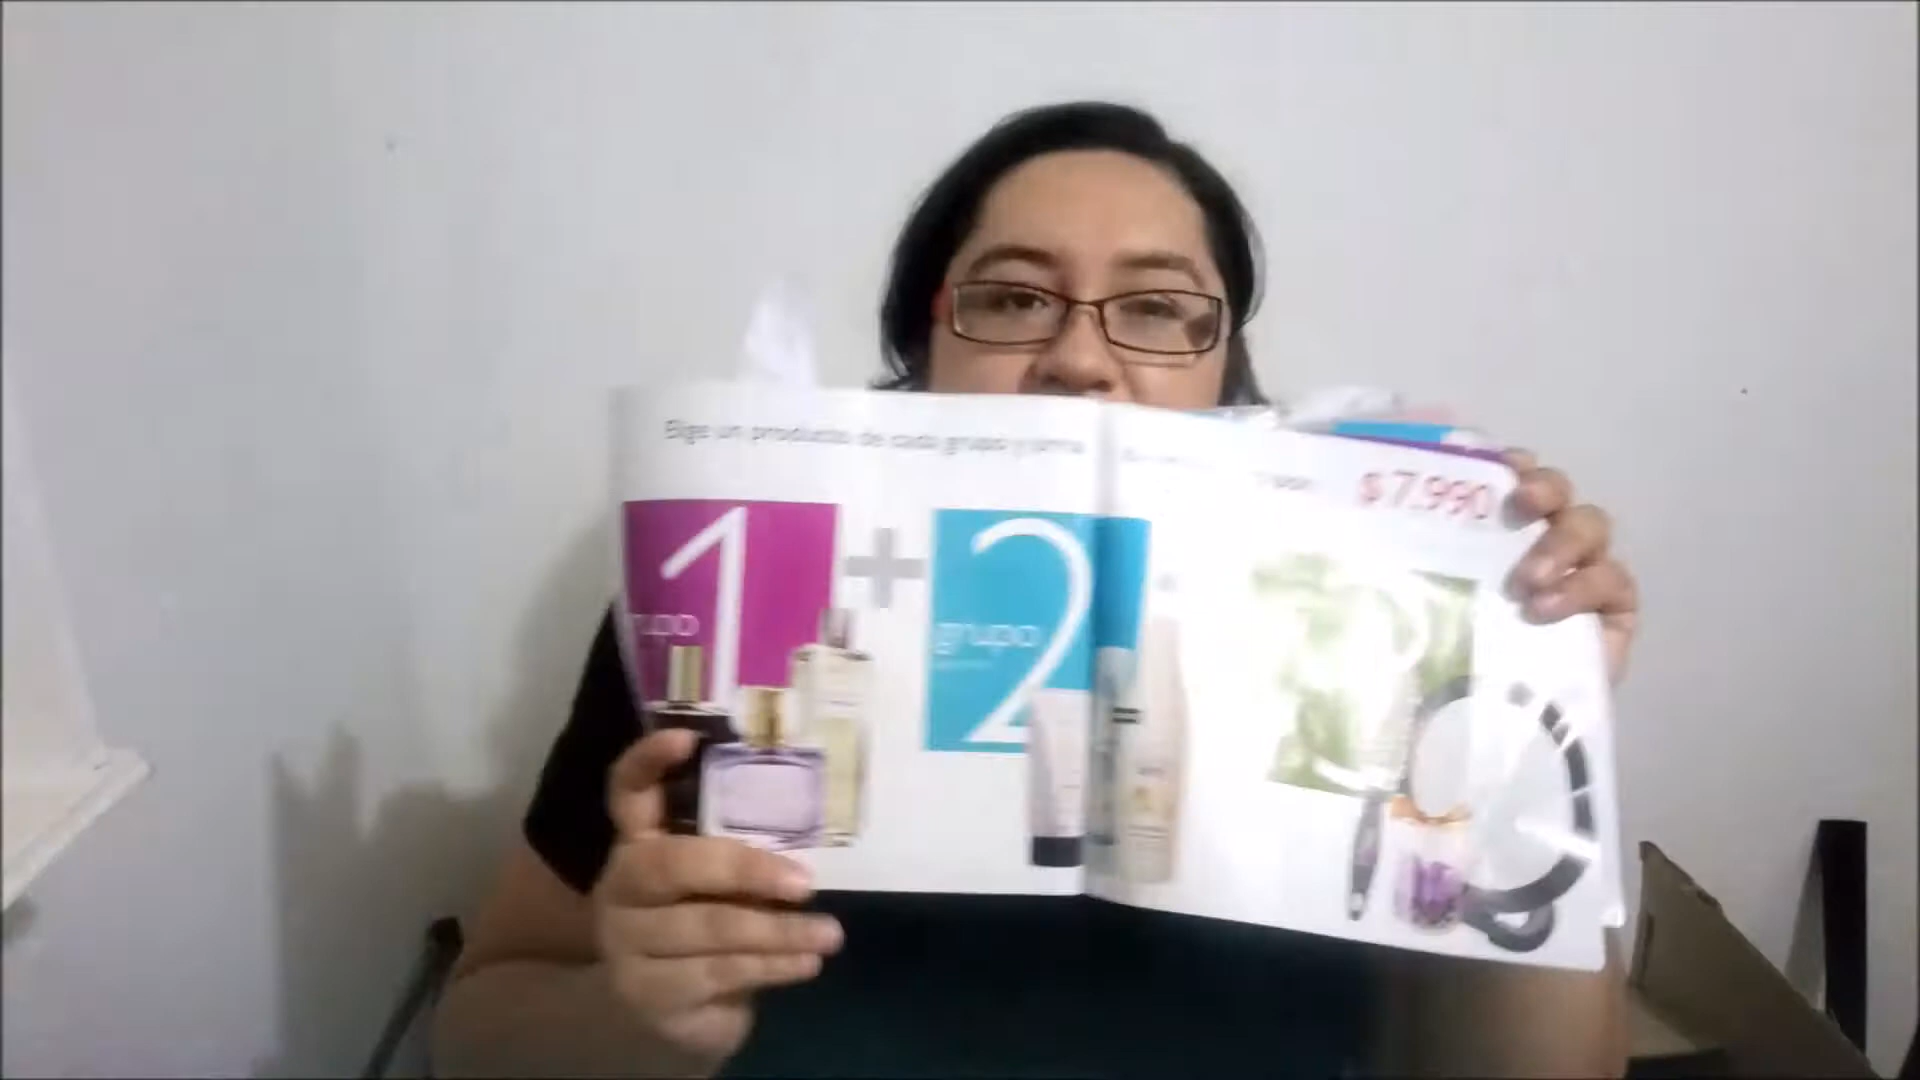 Elige un producto de cada grupo y arma
$7.990
1
grupo
+
2
grupo